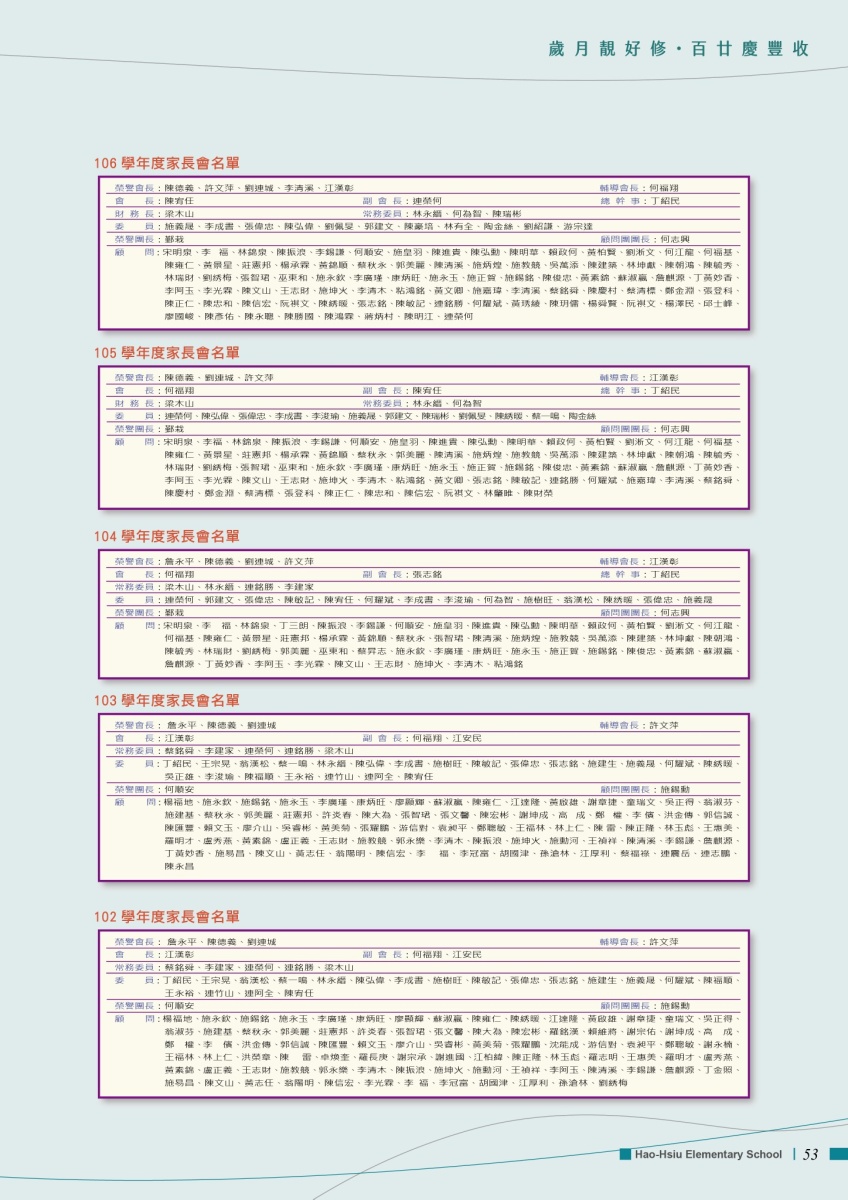 歲月靚好修・百廿慶豐收
106 學年度家長會名單
榮譽會長：陳德義、許文萍、劉連城、李清溪、江漢彰 輔導會長：何福翔
會　　長：陳宥任 副 會 長：連榮何 總 幹 事：丁紹民
財 務 長：梁木山 常務委員：林永縉、何為智、陳瑞彬
委　　員：施義晟、李成書、張偉忠、陳弘偉、劉佩旻、郭建文、陳豪培、林有全、陶金絲、劉紹謙、游宗達
榮譽團長：鄞栽 顧問團團長：何志興
顧　　問：宋明泉、李　福、林錦泉、陳振浪、李錫謙、何順安、施皇羽、陳進貴、陳弘勳、陳明華、賴政何、黃柏賢、劉淅文、何江龍、何福基、
陳雍仁、黃景星、莊憲邦、楊承霖、黃錦順、蔡秋永、郭美麗、陳清溪、施炳煌、施教競、吳萬添、陳建築、林坤獻、陳朝鴻、陳毓秀、
林瑞財、劉綉梅、張智珺、巫東和、施永欽、李廣瑾、康炳旺、施永玉、施正賀、施錫銘、陳俊忠、黃素錦、蘇淑贏、詹麒源、丁黃妙香、
李阿玉、李光霖、陳文山、王志財、施坤火、李清木、粘鴻銘、黃文卿、施嘉瑋、李清溪、蔡銘舜、陳慶村、蔡清標、鄭金淵、張登科、
陳正仁、陳忠和、陳信宏、阮祺文、陳綉暖、張志銘、陳敏記、連銘勝、何耀斌、黃琇綾、陳玥儒、楊舜賢、阮祺文、楊澤民、邱士峰、
廖國峻、陳彥佑、陳永聰、陳勝國、陳鴻霖、蔣炳村、陳明江、連榮何
105 學年度家長會名單
榮譽會長：陳德義、劉連城、許文萍 輔導會長：江漢彰
會　　長：何福翔 副 會 長：陳宥任 總 幹 事：丁紹民
財 務 長：梁木山 常務委員：林永縉、何為智
委　　員：連榮何、陳弘偉、張偉忠、李成書、李浚瑜、施義晟、郭建文、陳瑞彬、劉佩旻、陳綉暖、蔡一鳴、陶金絲
榮譽團長：鄞栽 顧問團團長：何志興
顧　　問：宋明泉、李福、林錦泉、陳振浪、李錫謙、何順安、施皇羽、陳進貴、陳弘勳、陳明華、賴政何、黃柏賢、劉淅文、何江龍、何福基、
陳雍仁、黃景星、莊憲邦、楊承霖、黃錦順、蔡秋永、郭美麗、陳清溪、施炳煌、施教競、吳萬添、陳建築、林坤獻、陳朝鴻、陳毓秀、
林瑞財、劉綉梅、張智珺、巫東和、施永欽、李廣瑾、康炳旺、施永玉、施正賀、施錫銘、陳俊忠、黃素錦、蘇淑贏、詹麒源、丁黃妙香、
李阿玉、李光霖、陳文山、王志財、施坤火、李清木、粘鴻銘、黃文卿、張志銘、陳敏記、連銘勝、何耀斌、施嘉瑋、李清溪、蔡銘舜、
陳慶村、鄭金淵、蔡清標、張登科、陳正仁、陳忠和、陳信宏、阮祺文、林肇睢、陳財榮
104 學年度家長會名單
榮譽會長：詹永平、陳德義、劉連城、許文萍 輔導會長：江漢彰
會　　長：何福翔 副 會 長：張志銘 總 幹 事：丁紹民
常務委員：梁木山、林永縉、連銘勝、李建家
委　　員：連榮何、郭建文、張偉忠、陳敏記、陳宥任、何耀斌、李成書、李浚瑜、何為智、施樹旺、翁漢松、陳綉暖、張偉忠、施義晟
榮譽團長：鄞栽 顧問團團長：何志興
顧　　問：宋明泉、李　福、林錦泉、丁三朗、陳振浪、李錫謙、何順安、施皇羽、陳進貴、陳弘勳、陳明華、賴政何、黃柏賢、劉淅文、何江龍、
何福基、陳雍仁、黃景星、莊憲邦、楊承霖、黃錦順、蔡秋永、張智珺、陳清溪、施炳煌、施教競、吳萬添、陳建築、林坤獻、陳朝鴻、
陳敏秀、林瑞財、劉綉梅、郭美麗、巫東和、蔡昇志、施永欽、李廣瑾、康炳旺、施永玉、施正賀、施錫銘、陳俊忠、黃素錦、蘇淑贏、
詹麒源、丁黃妙香、李阿玉、李光霖、陳文山、王志財、施坤火、李清木、粘鴻銘
103 學年度家長會名單
榮譽會長： 詹永平、陳德義、劉連城 輔導會長：許文萍
會　　長：江漢彰 副 會 長：何福翔、江安民
常務委員：蔡銘舜、李建家、連榮何、連銘勝、梁木山
委　　員：丁紹民、王宗晃、翁漢松、蔡一鳴、林永縉、陳弘偉、李成書、施樹旺、陳敏記、張偉忠、張志銘、施建生、施義晟、何耀斌、陳綉暖、
吳正雄、李浚瑜、陳福順、王永裕、連竹山、連阿全、陳宥任
榮譽團長：何順安 顧問團團長：施錫勳
顧　　問：楊福地、施永欽、施錫銘、施永玉、李廣瑾、康炳旺、廖顯輝、蘇淑贏、陳雍仁、江達隆、黃啟雄、謝章捷、童瑞文、吳正得、翁淑芬、
施建基、蔡秋永、郭美麗、莊憲邦、許炎春、陳大為、張智珺、張文馨、陳宏彬、謝坤成、高　成、鄭　權、李　僨、洪金傳、郭信誠、
陳匯豐、賴文玉、廖介山、吳睿彬、黃美菊、張耀鵬、游信對、袁昶平、鄭聰敏、王福林、林上仁、陳 雷、陳正隆、林玉彪、王惠美、
羅明才、盧秀燕、黃素錦、盧正義、王志財、施教競、郭永樂、李清木、陳振浪、施坤火、施勳河、王禎祥、陳清溪、李錫謙、詹麒源、
丁黃妙香、施易昌、陳文山、黃志任、翁陽明、陳信宏、李　福、李冠富、胡國津、孫滄林、江厚利、蔡福祿、連震岳、連志鵬、
陳永昌
102 學年度家長會名單
榮譽會長： 詹永平、陳德義、劉連城 輔導會長：許文萍
會　　長：江漢彰 副 會 長：何福翔、江安民
常務委員：蔡銘舜、李建家、連榮何、連銘勝、梁木山
委　　員：丁紹民、王宗晃、翁漢松、蔡一鳴、林永縉、陳弘偉、李成書、施樹旺、陳敏記、張偉忠、張志銘、施建生、施義晟、何耀斌、陳福順、
王永裕、連竹山、連阿全、陳宥任
榮譽團長：何順安 顧問團團長：施錫勳
顧　　問：楊福地、施永欽、施錫銘、施永玉、李廣瑾、康炳旺、廖顯輝、蘇淑贏、陳雍仁、陳綉暖、江達隆、黃啟雄、謝章捷、童瑞文、吳正得、
翁淑芬、施建基、蔡秋永、郭美麗、莊憲邦、許炎春、張智珺、張文馨、陳大為、陳宏彬、羅銘漢、賴維將、謝宗佑、謝坤成、高　成、
鄭　權、李　僨、洪金傳、郭信誠、陳匯豐、賴文玉、廖介山、吳睿彬、黃美菊、張耀鵬、沈能成、游信對、袁昶平、鄭聰敏、謝永楠、
王福林、林上仁、洪榮章、陳　雷、卓煥奎、羅長庚、謝宗承、謝進國、江柏緯、陳正隆、林玉彪、羅志明、王惠美、羅明才、盧秀燕、
黃素錦、盧正義、王志財、施教競、郭永樂、李清木、陳振浪、施坤火、施勳河、王禎祥、李阿玉、陳清溪、李錫謙、詹麒源、丁金照、
施易昌、陳文山、黃志任、翁陽明、陳信宏、李光霖、李 福、李冠富、胡國津、江厚利、孫滄林、劉綉梅
Hao-Hsiu Elementary School | 53